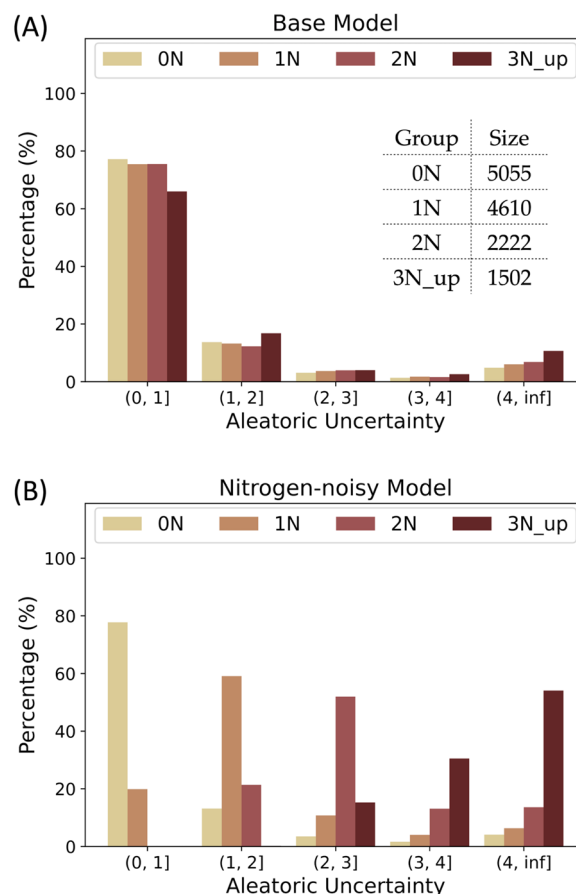 (A)
Base Model
0N 1N 2N 3N_up
Percentage (%)
100
80
60
40
20
0
Group Size
0N 5055
1N 4610
2N 2222
3N_up 1502
(0, 1] (1, 2] (2, 3] (3, 4] (4, inf]
Aleatoric Uncertainty
(B)
Nitrogen-noisy Model
0N 1N 2N 3N_up
Percentage (%)
100
80
60
40
20
0
(0, 1] (1, 2] (2, 3] (3, 4] (4, inf]
Aleatoric Uncertainty